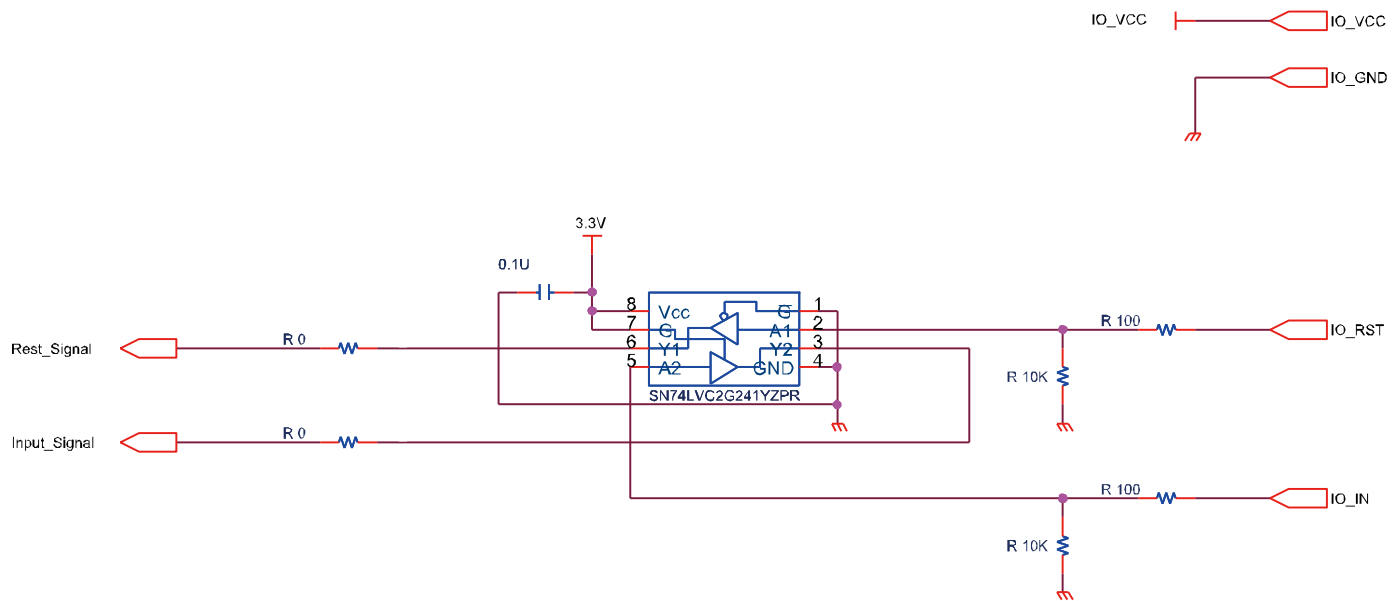 IO_VCC
IO_VCC
IO_GND
3.3V
0.1U
8
Vcc
G
1
7
G
A1
2
R 100
IO_RST
Rest_Signal
R 0
6
Y1
Y2
3
5
A2
GND
4
R 10K
SN74LVC2G241YZPR
Input_Signal
R 0
R 100
IO_IN
R 10K